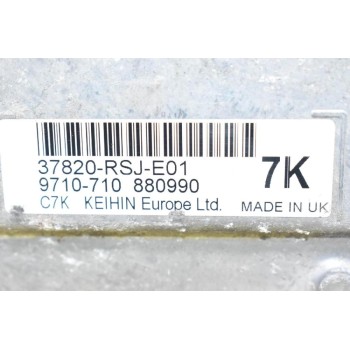 37820-RSJ-E01
9710-710 880990
7K
C7K KEIHIN Europe Ltd.
MADE IN UK